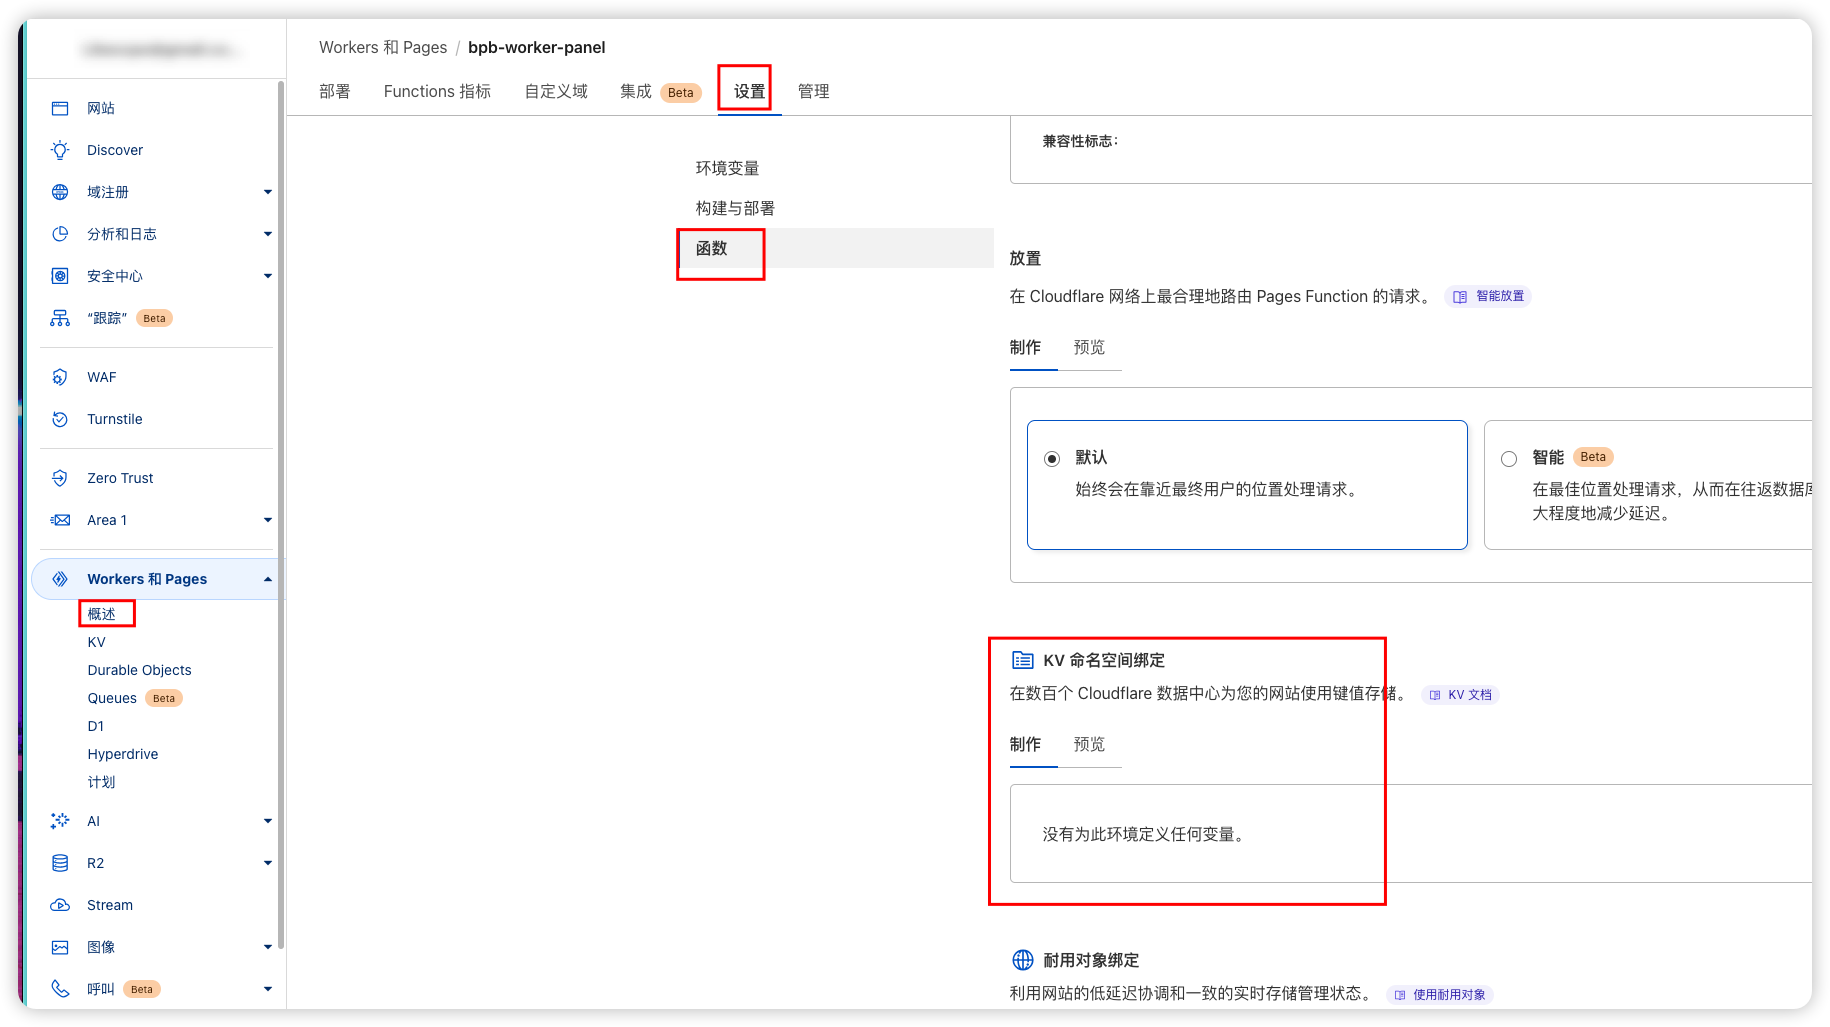 Workers 和 Pages / bpb-worker-panel
部署 Functions 指标 自定义域 集成 Beta 设置 管理
网站
Discover
域注册
分析和日志
安全中心
“跟踪” Beta
WAF
Turnstile
Zero Trust
Area 1
Workers 和 Pages
概述
KV
Durable Objects
Queues Beta
D1
Hyperdrive
计划
AI
R2
Stream
图像
呼叫 Beta
环境变量
构建与部署
函数
兼容性标志:
放置
在 Cloudflare 网络上最合理地路由 Pages Function 的请求。 智能放置
制作 预览
默认
始终会在靠近最终用户的位置处理请求。
智能 Beta
在最佳位置处理请求，从而在往返数据库
大程度地减少延迟。
KV 命名空间绑定
在数百个 Cloudflare 数据中心为您的网站使用键值存储。 KV 文档
制作 预览
没有为此环境定义任何变量。
耐用对象绑定
利用网站的低延迟协调和一致的实时存储管理状态。 使用耐用对象